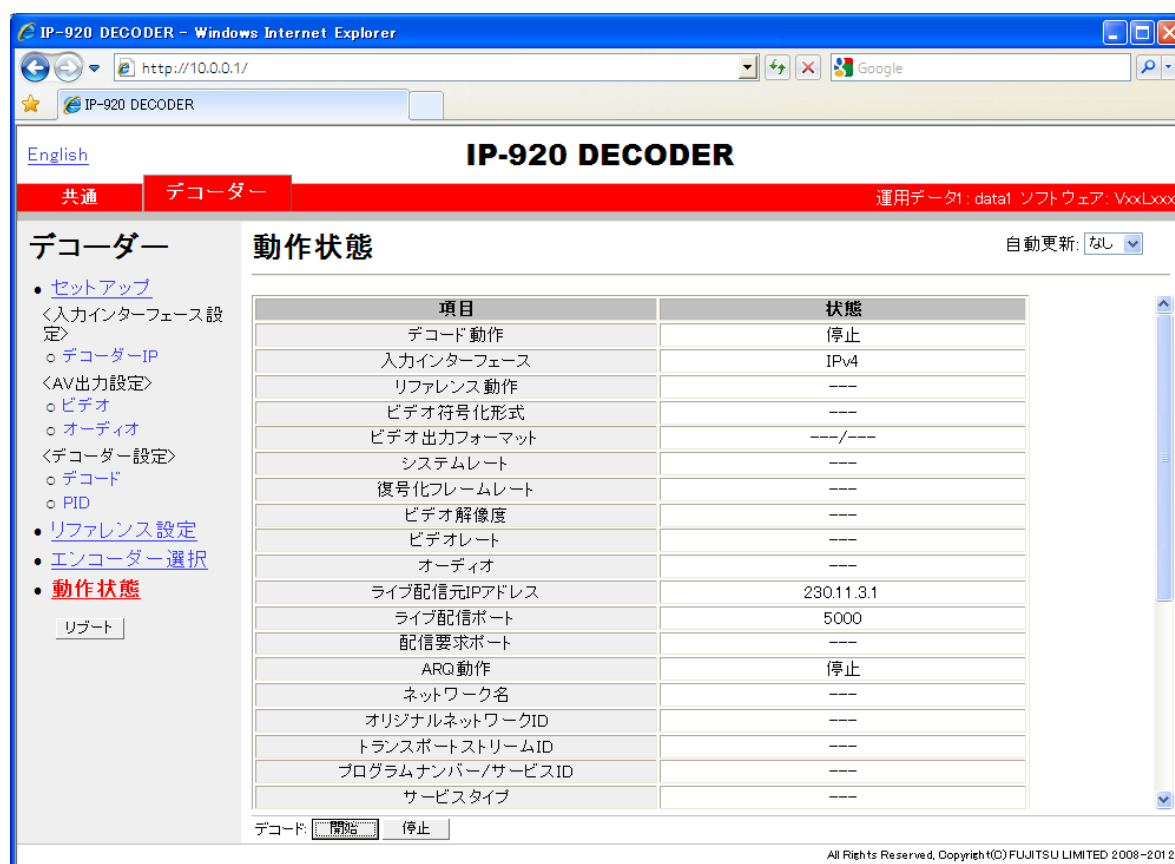 IP-920 DECODER - Windows Internet Explorer
http://10.0.0.1/
Google
IP-920 DECODER
English
IP-920 DECODER
共通 デコーダー
運用データ1: data1 ソフトウェア: VxxLxxx
デコーダー
• セットアップ
<入力インターフェース設
定>
デコーダーIP
<AV出力設定>
ビデオ
オーディオ
<デコーダー設定>
デコード
PID
• リファレンス設定
• エンコーダー選択
• 動作状態
リブート
動作状態
自動更新: なし
項目 状態
デコード動作 停止
入力インターフェース IPv4
リファレンス動作 ---
ビデオ符号化形式 ---
ビデオ出力フォーマット ---/---
システムレート ---
復号化フレームレート ---
ビデオ解像度 ---
ビデオレート ---
オーディオ ---
ライブ配信元IPアドレス 230.11.3.1
ライブ配信ポート 5000
配信要求ポート ---
ARQ動作 停止
ネットワーク名 ---
オリジナルネットワークID ---
トランスポートストリームID ---
プログラムナンバー/サービスID ---
サービスタイプ ---
デコード: 開始 停止
All Rights Reserved, Copyright(C) FUJITSU LIMITED 2008-2012